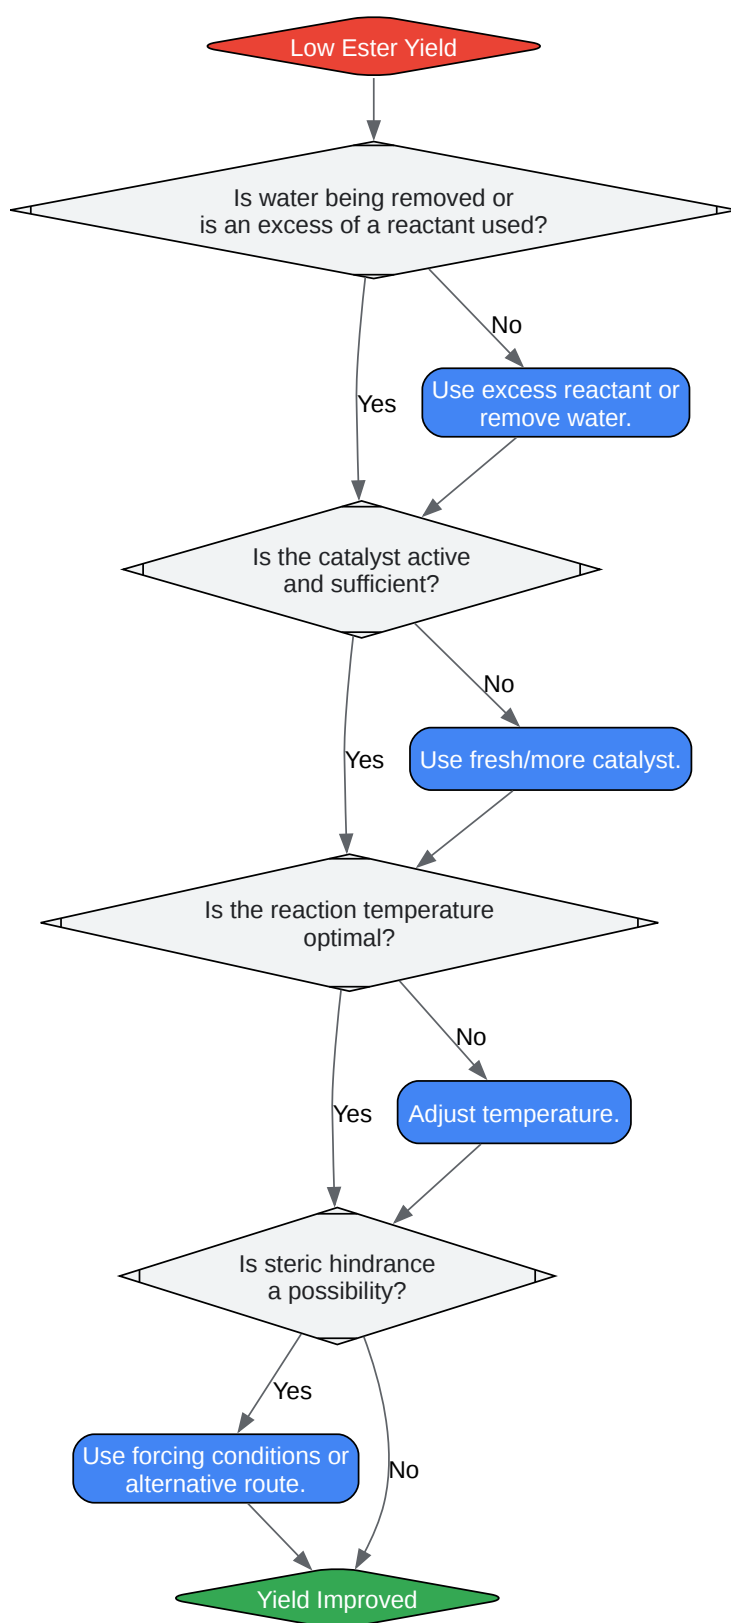 Low Ester Yield
Is water being removed or
is an excess of a reactant used?
No
Yes
Use excess reactant or
remove water.
Is the catalyst active
and sufficient?
No
Yes
Use fresh/more catalyst.
Is the reaction temperature
optimal?
No
Yes
Adjust temperature.
Is steric hindrance
a possibility?
Yes
Use forcing conditions or
alternative route.
No
Yield Improved